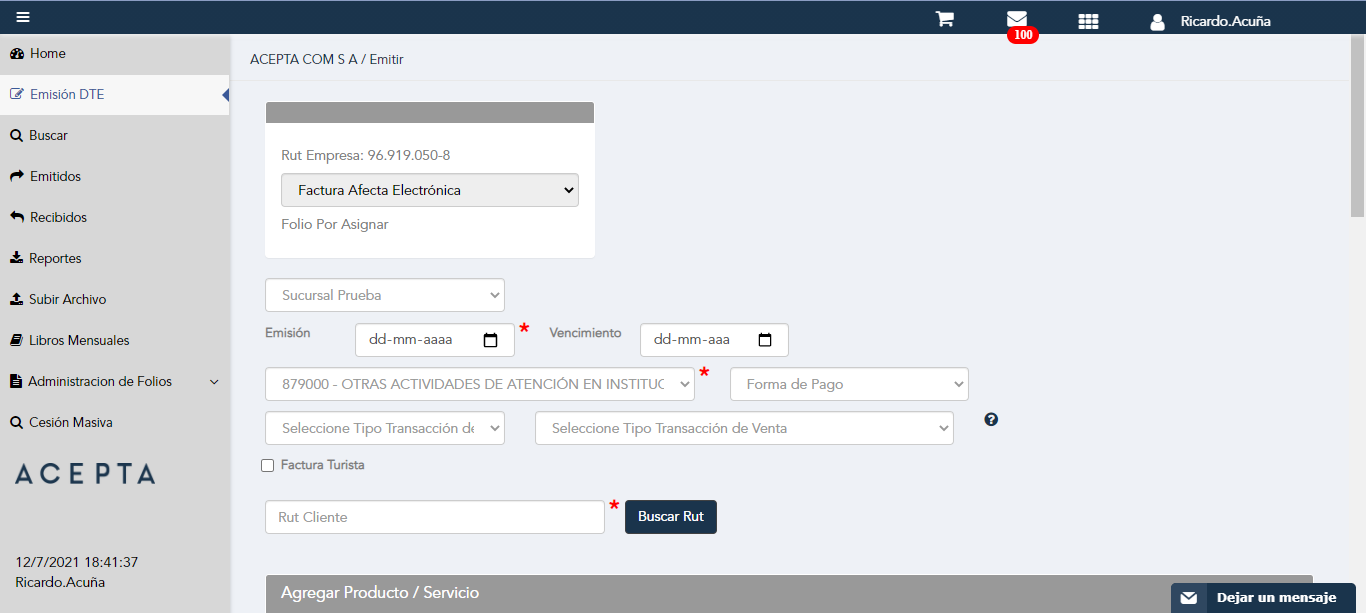 100
Ricardo.Acuña
Home
Emisión DTE
Buscar
Emitidos
Recibidos
Reportes
Subir Archivo
Libros Mensuales
Administracion de Folios
Cesión Masiva
ACEPTA
12/7/2021 18:41:37
Ricardo.Acuña
ACEPTA COM S A / Emitir
Rut Empresa: 96.919.050-8
Factura Afecta Electrónica
Folio Por Asignar
Sucursal Prueba
Emisión dd-mm-aaaa * Vencimiento dd-mm-aaa
879000 - OTRAS ACTIVIDADES DE ATENCIÓN EN INSTITUC * Forma de Pago
Seleccione Tipo Transacción de Seleccione Tipo Transacción de Venta
Factura Turista
Rut Cliente * Buscar Rut
Agregar Producto / Servicio
Dejar un mensaje